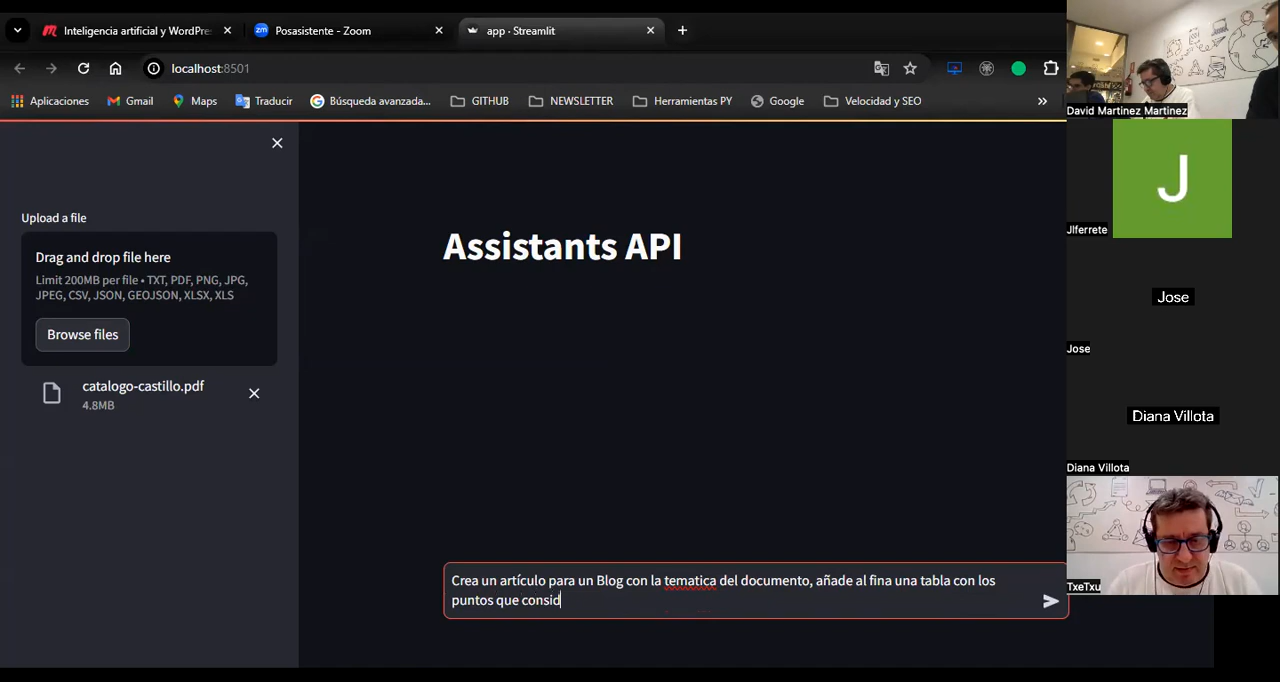 Inteligencia artificial y WordPre
Posasistente - Zoom
app · Streamlit
localhost:8501
Aplicaciones
Gmail
Maps
Traducir
Búsqueda avanzada...
GITHUB
NEWSLETTER
Herramientas PY
Google
Velocidad y SEO
»
Upload a file
Drag and drop file here
Limit 200MB per file • TXT, PDF, PNG, JPG,
JPEG, CSV, JSON, GEOJSON, XLSX, XLS
Browse files
catalogo-castillo.pdf
4.8MB
Assistants API
Crea un artículo para un Blog con la tematica del documento, añade al fina una tabla con los
puntos que consid
David Martinez Martinez
J
Jlferrete
Jose
Jose
Diana Villota
Diana Villota
TxeTxu